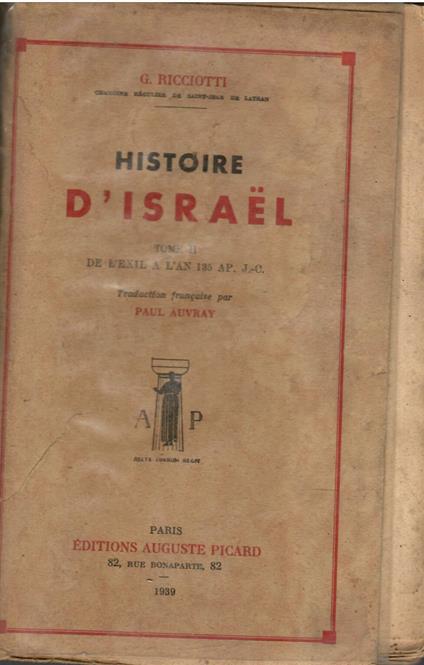 G. RICCIOTTI
CHANOINE RÉGULIER DE SAINT-JEAN DE LATRAN
HISTOIRE
D'ISRAËL
TOME II
DE L'EXIL A L'AN 135 AP. J.-C.
Traduction française par
PAUL AUVRAY
A P
PARIS
ÉDITIONS AUGUSTE PICARD
82, RUE BONAPARTE, 82
1939